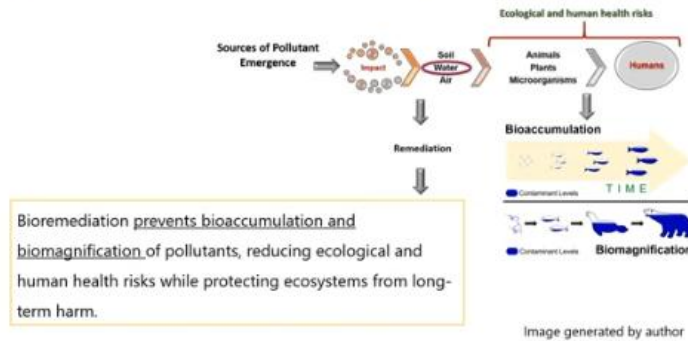 Ecological and human health risks
Sources of Pollutant
Emergence
Impact
Soil
Water
Air
Animals
Plants
Microorganisms
Humans
Remediation
Bioaccumulation
Contaminant Levels
TIME
Contaminant Levels
Biomagnification
Bioremediation prevents bioaccumulation and
biomagnification of pollutants, reducing ecological and
human health risks while protecting ecosystems from long-
term harm.
Image generated by author